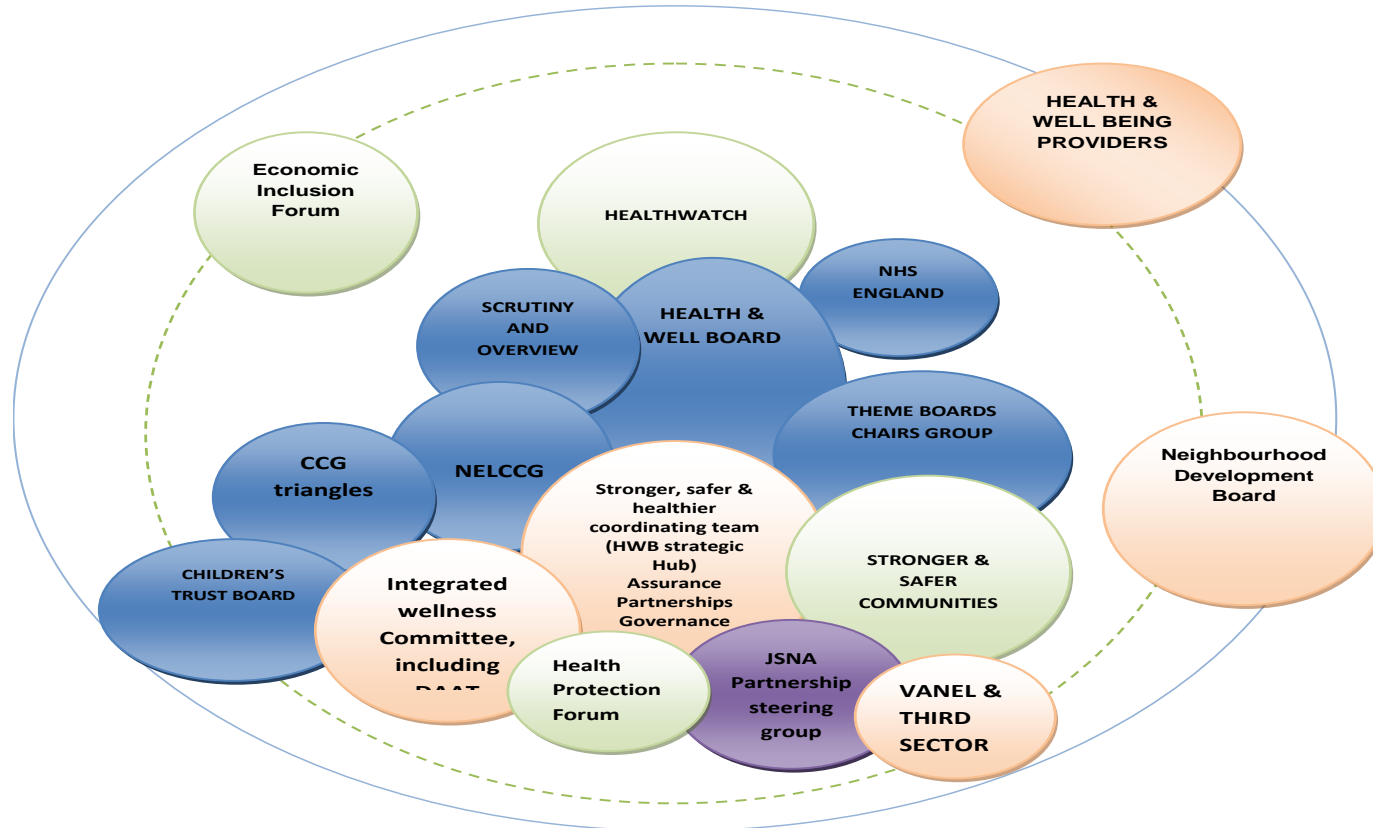 HEALTH &
WELL BEING
PROVIDERS
Economic
Inclusion
Forum
HEALTHWATCH
NHS
ENGLAND
SCRUTINY
AND
OVERVIEW
HEALTH &
WELL BOARD
THEME BOARDS
CHAIRS GROUP
CCG
triangles
NELCCG
Neighbourhood
Development
Board
Stronger, safer &
healthier
coordinating team
(HWB strategic
Hub)
Assurance
Partnerships
Governance
CHILDREN'S
TRUST BOARD
STRONGER &
SAFER
COMMUNITIES
Integrated
wellness
Committee,
including
Health
Protection
Forum
JSNA
Partnership
steering
group
VANEL &
THIRD
SECTOR